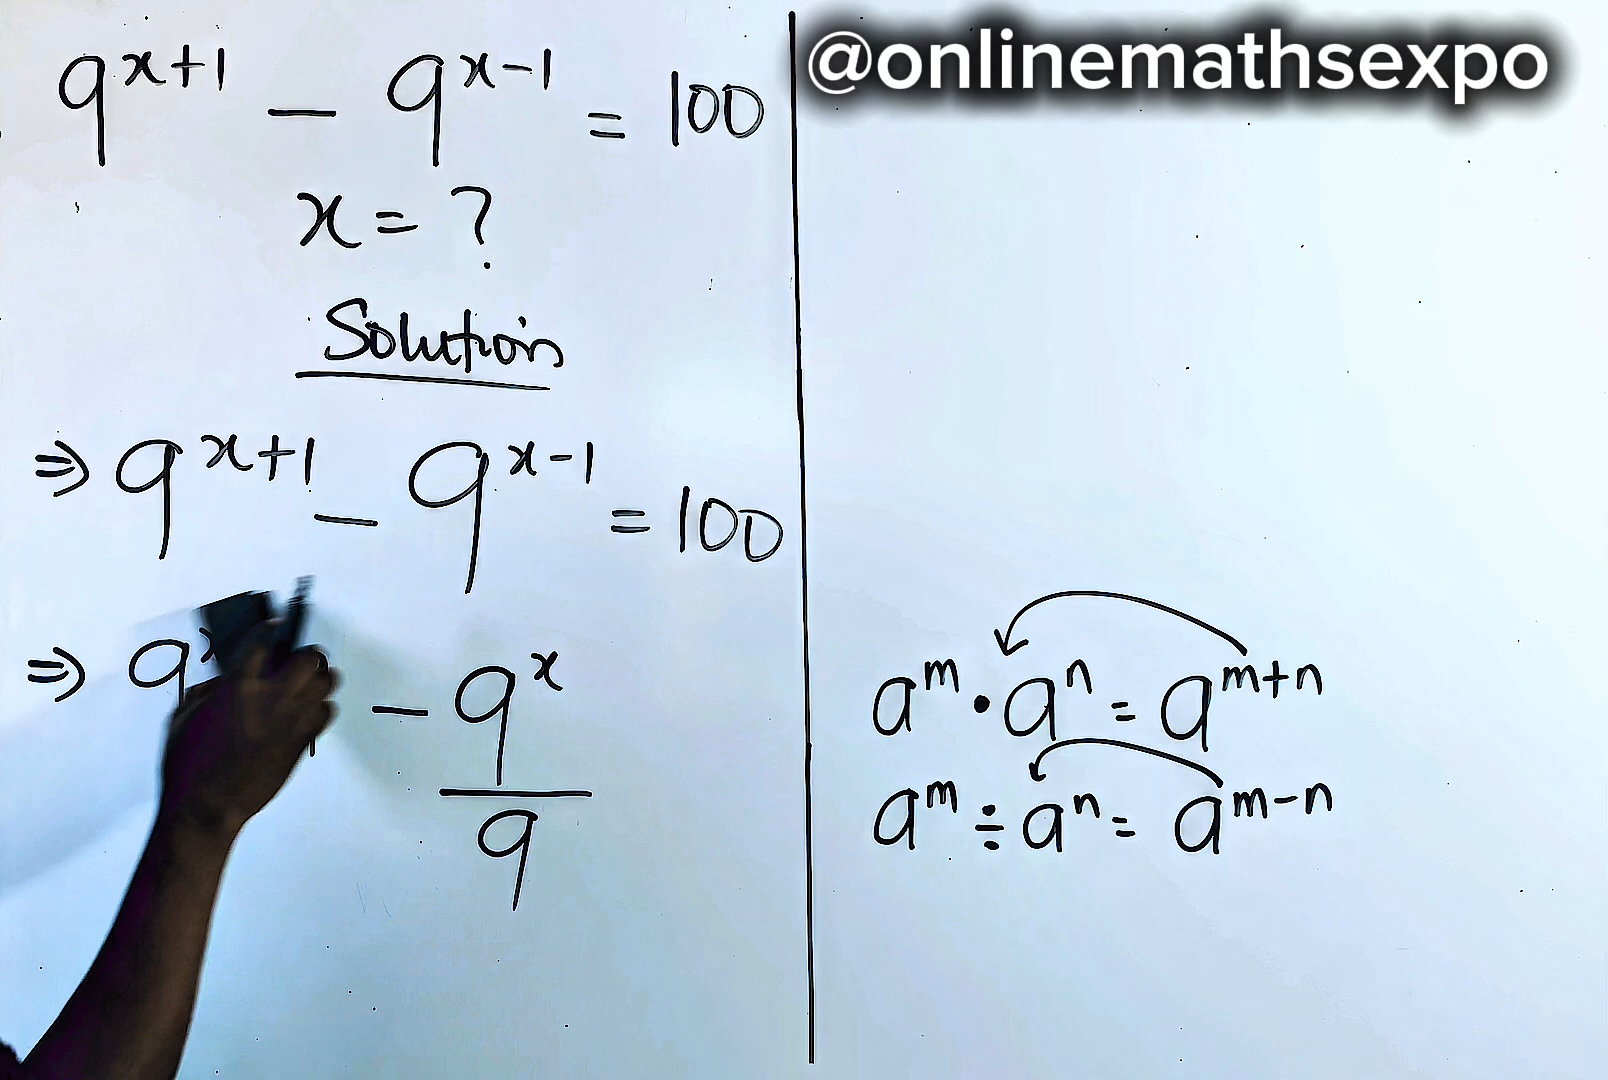 @onlinemathsexpo
9^{x+1} - 9^{x-1} = 100
x = ?
Solution
⇒ 9^{x+1} - 9^{x-1} = 100
⇒ 9 - 9^x/9
a^m · a^n = a^{m+n}
a^m ÷ a^n = a^{m-n}